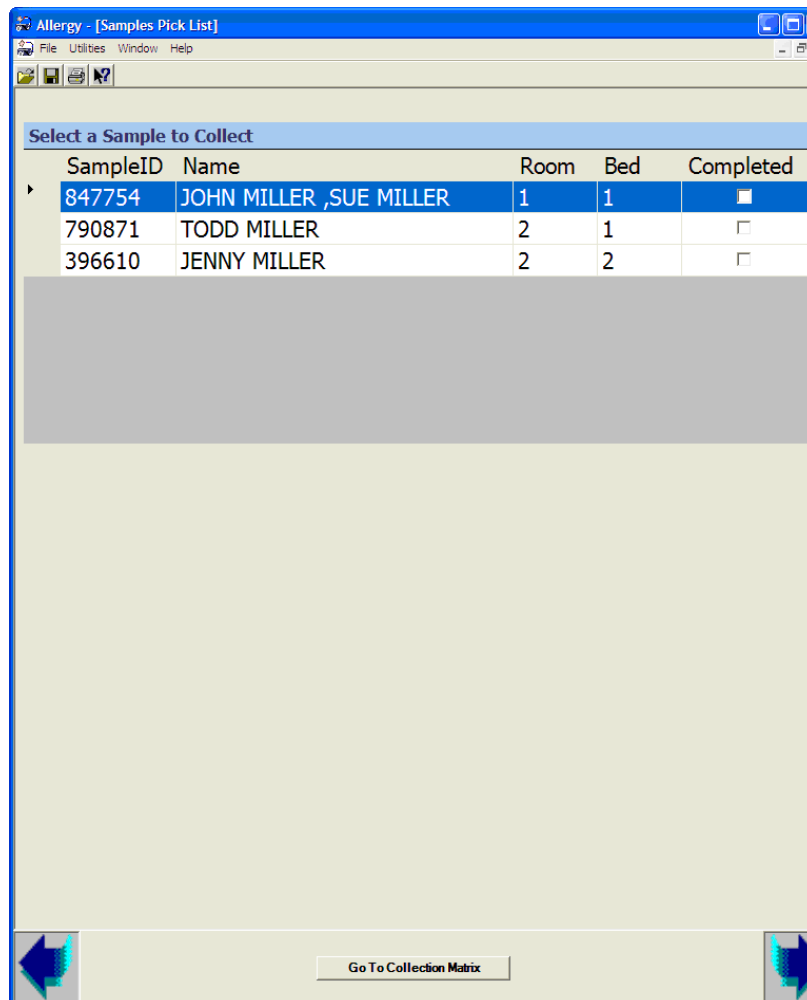 Allergy - [Samples Pick List]
File Utilities Window Help
Select a Sample to Collect
SampleID Name Room Bed Completed
847754 JOHN MILLER ,SUE MILLER 1 1
790871 TODD MILLER 2 1
396610 JENNY MILLER 2 2
Go To Collection Matrix